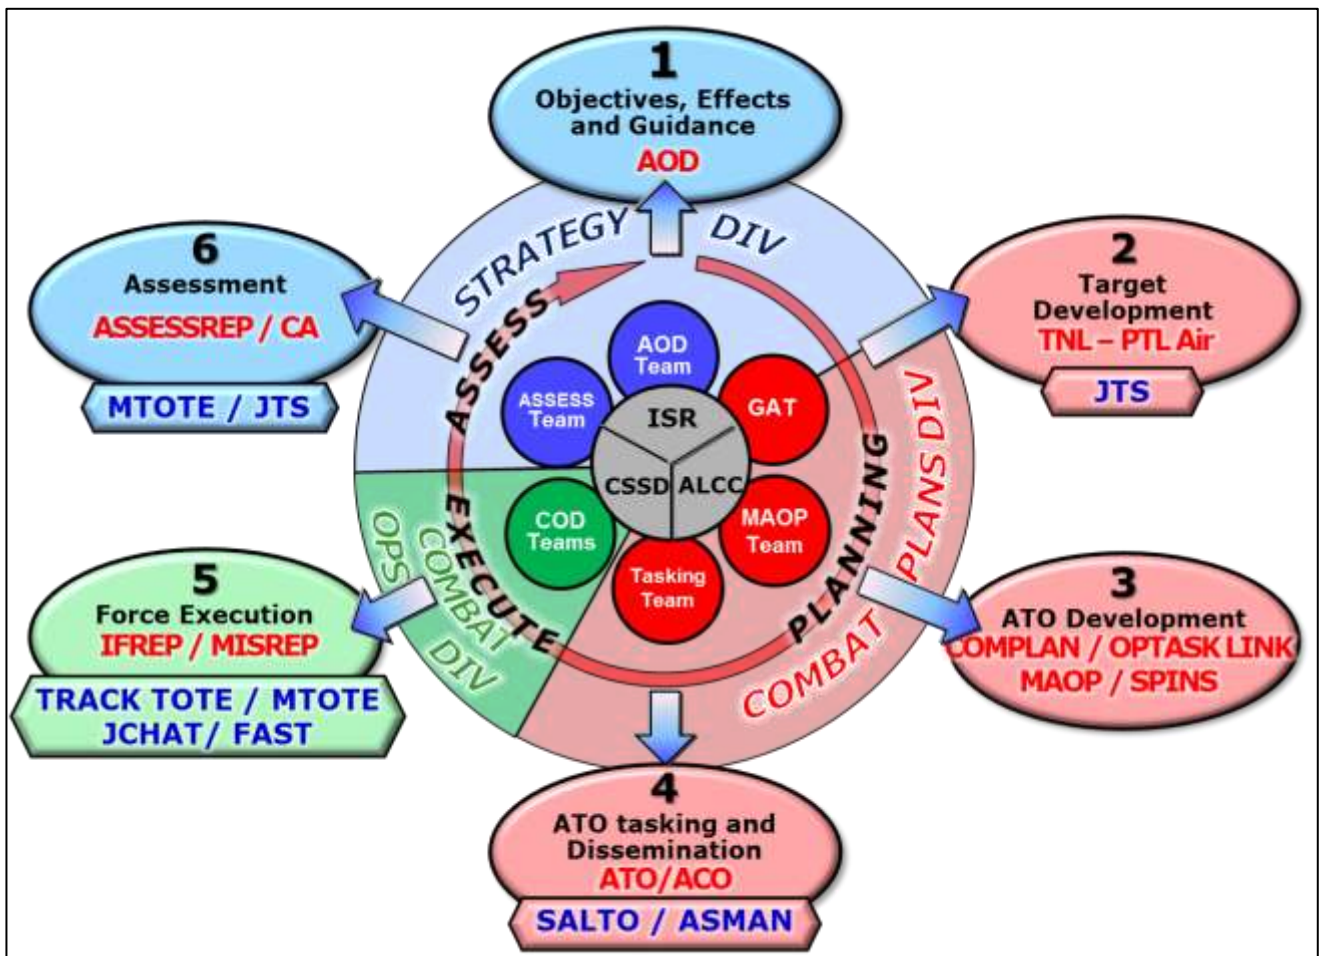 1
Objectives, Effects
and Guidance
AOD
2
Target
Development
TNL – PTL Air
JTS
3
ATO Development
COMPLAN / OPTASK LINK
MAOP / SPINS
4
ATO tasking and
Dissemination
ATO/ACO
SALTO / ASMAN
5
Force Execution
IFREP / MISREP
TRACK TOTE / MTOTE
JCHAT/ FAST
6
Assessment
ASSESSREP / CA
MTOTE / JTS
STRATEGY DIV
COMBAT PLANS DIV
COMBAT
OPS DIV
ASSESS
PLANNING
EXECUTE
AOD
Team
GAT
MAOP
Team
Tasking
Team
COD
Teams
ASSESS
Team
ISR
CSSD
ALCC